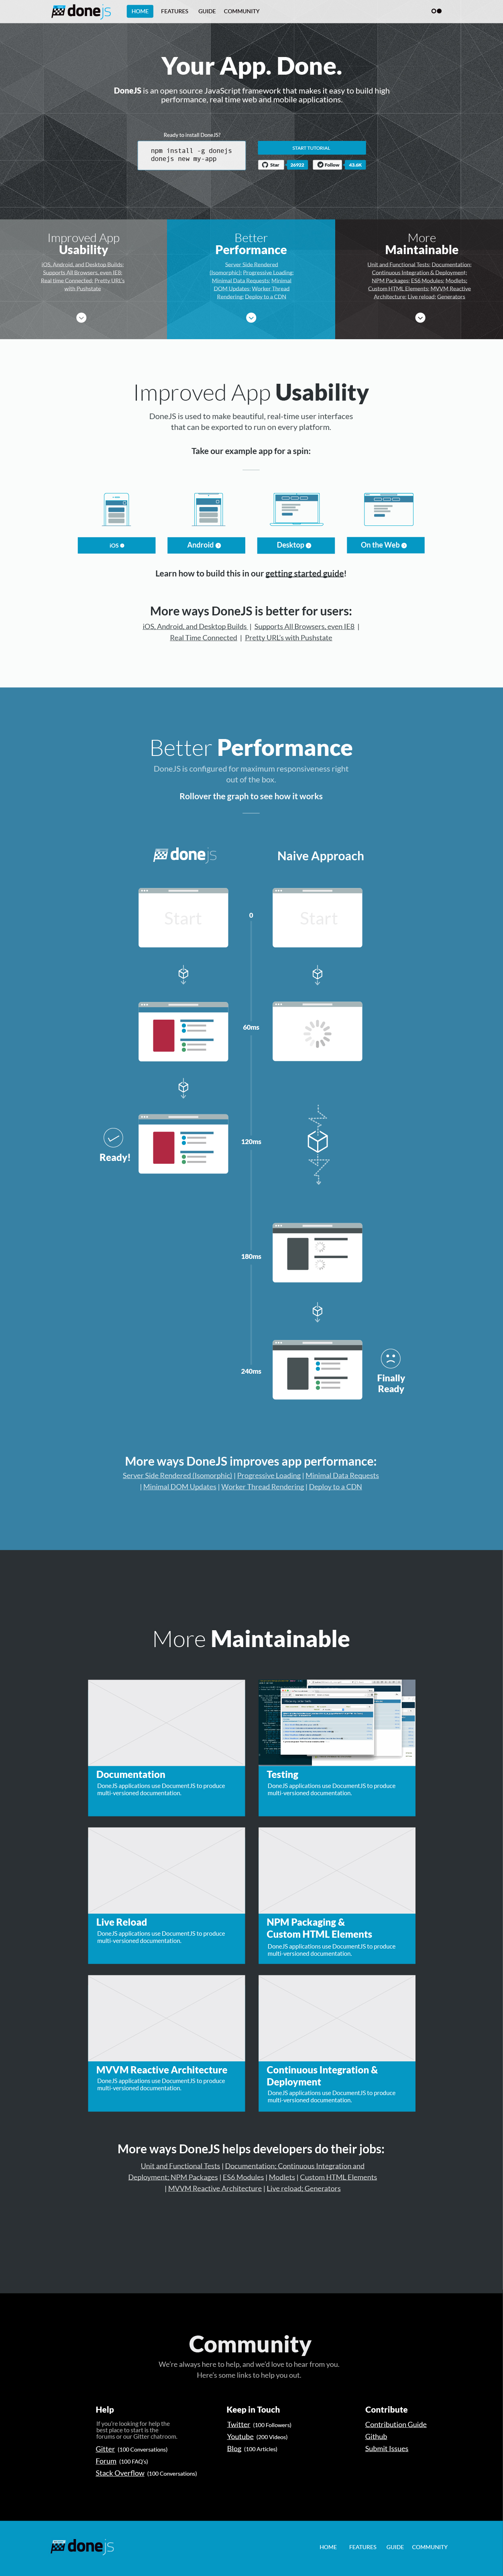 donejs
HOME FEATURES GUIDE COMMUNITY
Your App. Done.
DoneJS is an open source JavaScript framework that makes it easy to build high
performance, real time web and mobile applications.
Ready to install DoneJS?
npm install -g donejs
donejs new my-app
START TUTORIAL
Star 26922 Follow 43.6K
Improved App
Usability
iOS, Android, and Desktop Builds;
Supports All Browsers, even IE8;
Real time Connected; Pretty URL's
with Pushstate
Better
Performance
Server Side Rendered
(Isomorphic); Progressive Loading;
Minimal Data Requests; Minimal
DOM Updates; Worker Thread
Rendering; Deploy to a CDN
More
Maintainable
Unit and Functional Tests; Documentation;
Continuous Integration & Deployment;
NPM Packages; ES6 Modules; Modlets;
Custom HTML Elements; MVVM Reactive
Architecture; Live reload; Generators
Improved App Usability
DoneJS is used to make beautiful, real-time user interfaces
that can be exported to run on every platform.
Take our example app for a spin:
iOS
Android
Desktop
On the Web
Learn how to build this in our getting started guide!
More ways DoneJS is better for users:
iOS, Android, and Desktop Builds | Supports All Browsers, even IE8 |
Real Time Connected | Pretty URL's with Pushstate
Better Performance
DoneJS is configured for maximum responsiveness right
out of the box.
Rollover the graph to see how it works
donejs
Naive Approach
Start
0
Start
60ms
Ready!
120ms
180ms
240ms
Finally
Ready
More ways DoneJS improves app performance:
Server Side Rendered (Isomorphic) | Progressive Loading | Minimal Data Requests
| Minimal DOM Updates | Worker Thread Rendering | Deploy to a CDN
More Maintainable
Documentation
DoneJS applications use DocumentJS to produce
multi-versioned documentation.
Testing
DoneJS applications use DocumentJS to produce
multi-versioned documentation.
Live Reload
DoneJS applications use DocumentJS to produce
multi-versioned documentation.
NPM Packaging &
Custom HTML Elements
DoneJS applications use DocumentJS to produce
multi-versioned documentation.
MVVM Reactive Architecture
DoneJS applications use DocumentJS to produce
multi-versioned documentation.
Continuous Integration &
Deployment
DoneJS applications use DocumentJS to produce
multi-versioned documentation.
More ways DoneJS helps developers do their jobs:
Unit and Functional Tests | Documentation; Continuous Integration and
Deployment; NPM Packages | ES6 Modules | Modlets | Custom HTML Elements
| MVVM Reactive Architecture | Live reload; Generators
Community
We're always here to help, and we'd love to hear from you.
Here's some links to help you out.
Help
If you're looking for help the
best place to start is the
forums or our Gitter chatroom.
Gitter (100 Conversations)
Forum (100 FAQ's)
Stack Overflow (100 Conversations)
Keep in Touch
Twitter (100 Followers)
Youtube (200 Videos)
Blog (100 Articles)
Contribute
Contribution Guide
Github
Submit Issues
donejs
HOME FEATURES GUIDE COMMUNITY